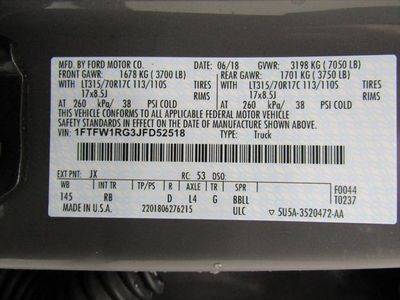 MFD. BY FORD MOTOR CO. 06/18 GVWR: 3198 KG ( 7050 LB)
FRONT GAWR: 1678 KG ( 3700 LB) REAR GAWR: 1701 KG ( 3750 LB)
WITH LT315/70R17C 113/110S TIRES WITH LT315/70R17C 113/110S TIRES
17x8.5J RIMS 17x8.5J RIMS
AT 260 kPa/ 38 PSI COLD AT 260 kPa/ 38 PSI COLD
THIS VEHICLE CONFORMS TO ALL APPLICABLE FEDERAL MOTOR VEHICLE SAFETY
STANDARDS IN EFFECT ON THE DATE OF MANUFACTURE SHOWN ABOVE.
VIN: 1FTFW1RG3JFD52518 TYPE: Truck
EXT PNT: JX RC: 53 DSO:
WB INT TR TP/PS R AXLE TR SPR F0044
145 RB D L4 G BBLL T0237
MADE IN U.S.A. 2201806276215 ULC ▽ 5U5A-3520472-AA